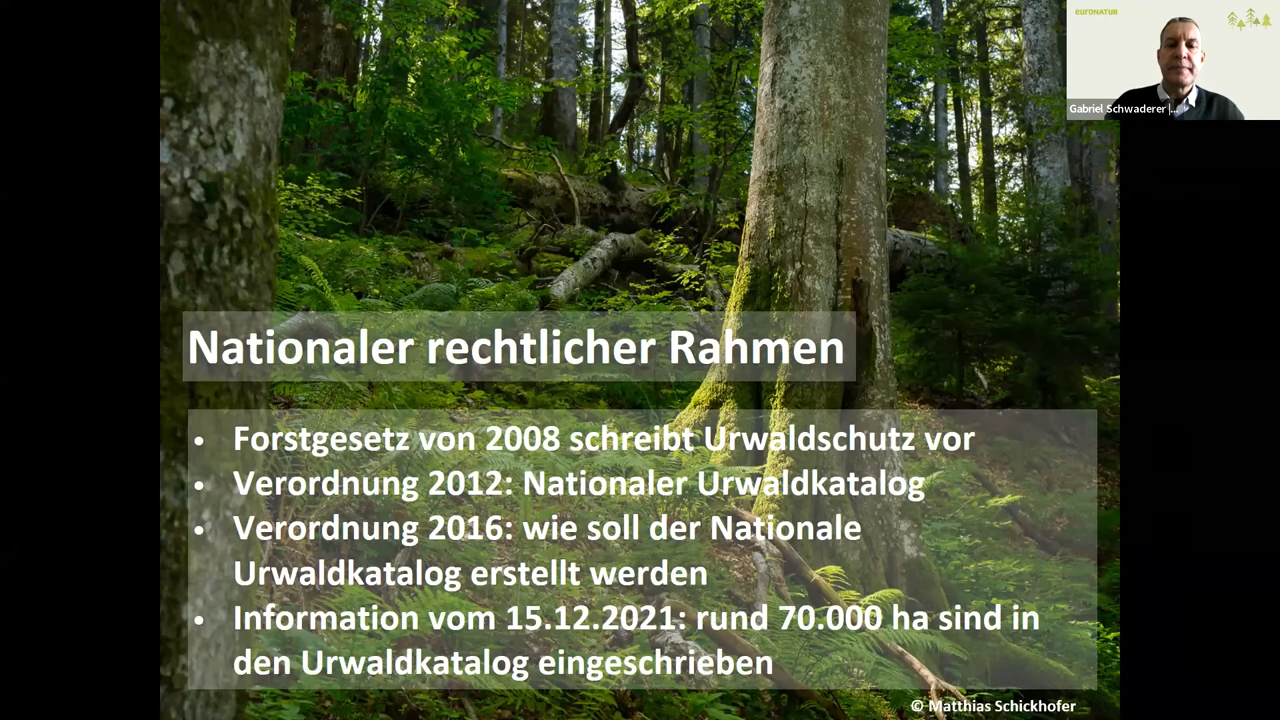 euronatur
Gabriel Schwaderer |...
Nationaler rechtlicher Rahmen
• Forstgesetz von 2008 schreibt Urwaldschutz vor
• Verordnung 2012: Nationaler Urwaldkatalog
• Verordnung 2016: wie soll der Nationale
Urwaldkatalog erstellt werden
• Information vom 15.12.2021: rund 70.000 ha sind in
den Urwaldkatalog eingeschrieben
© Matthias Schickhofer